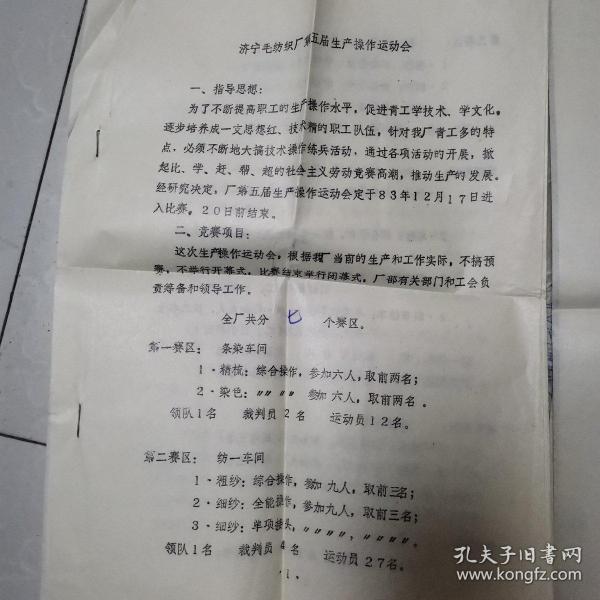 济宁毛纺织厂第五届生产操作运动会
一、指导思想：
为了不断提高职工的生产操作水平，促进青工学技术、学文化，
逐步培养成一支思想红、技术精的职工队伍，针对我厂青工多的特
点，必须不断地大搞技术操作练兵活动，通过各项活动的开展，掀
起比、学、赶、帮、超的社会主义劳动竞赛高潮，推动生产的发展。
经研究决定，厂第五届生产操作运动会定于83年12月17日进
入比赛，20日前结束。
二、竞赛项目：
这次生产操作运动会，根据我厂当前的生产和工作实际，不搞预
赛，不举行开幕式，比赛结束举行闭幕式，厂部有关部门和工会负
责筹备和领导工作。
全厂共分 七 个赛区。
第一赛区： 条染车间
1·精梳：综合操作，参加六人，取前两名；
2·染色：〃〃 〃〃 参加六人，取前两名。
领队1名 裁判员2名 运动员12名。
第二赛区： 纺一车间
1·粗纱：综合操作，参加九人，取前三名；
2·细纱：全能操作，参加九人，取前三名；
3·细纱：单项接头，〃〃〃〃，〃〃〃〃。
领队1名 裁判员4名 运动员27名。
·1·
孔夫子旧书网
www.kongfz.com